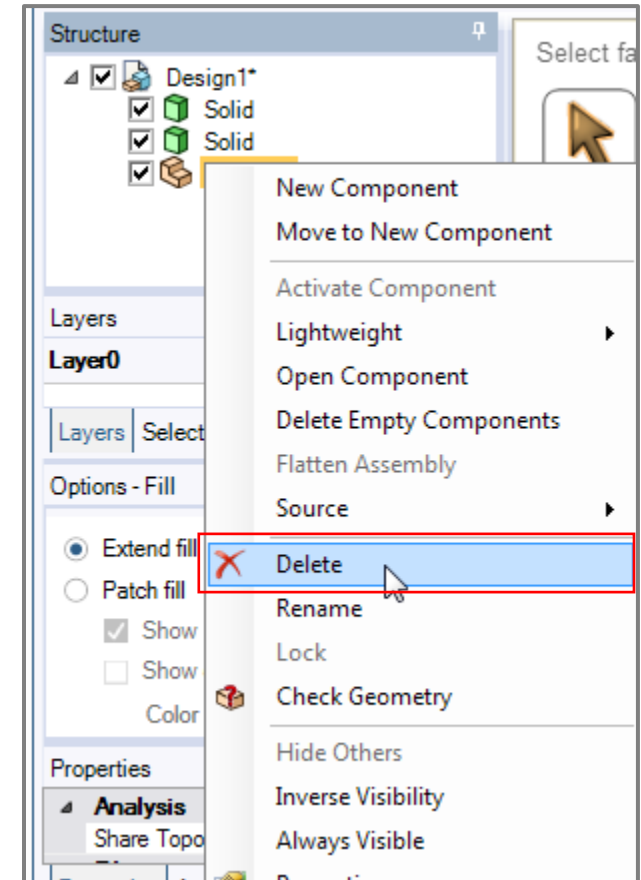 Structure
Select fa
Design1*
Solid
Solid
New Component
Move to New Component
Activate Component
Layers
Lightweight
Layer0
Open Component
Delete Empty Components
Layers Select
Flatten Assembly
Options - Fill
Source
Extend fill
Delete
Patch fill
Rename
Show
Lock
Show
Check Geometry
Color
Hide Others
Properties
Inverse Visibility
Analysis
Share Topo
Always Visible